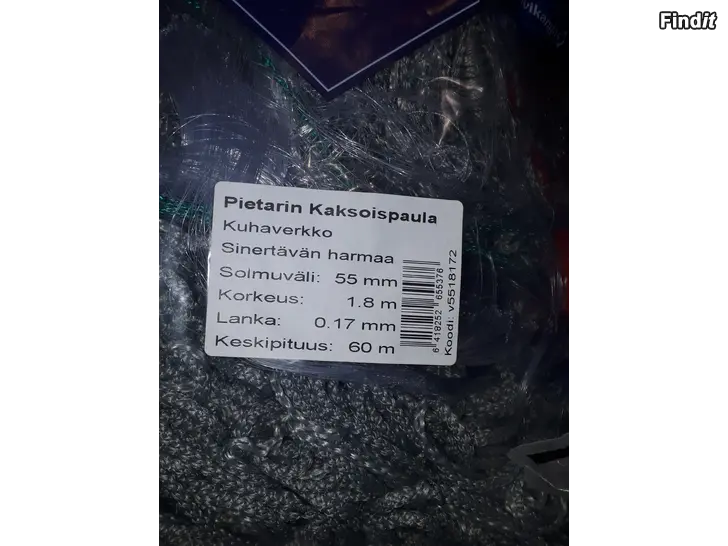 Findit
Pietarin Kaksoispaula
Kuhaverkko
Sinertävän harmaa
Solmuväli: 55 mm
Korkeus: 1.8 m
Lanka: 0.17 mm
Keskipituus: 60 m
6 418252 655376
Koodi: v5518172